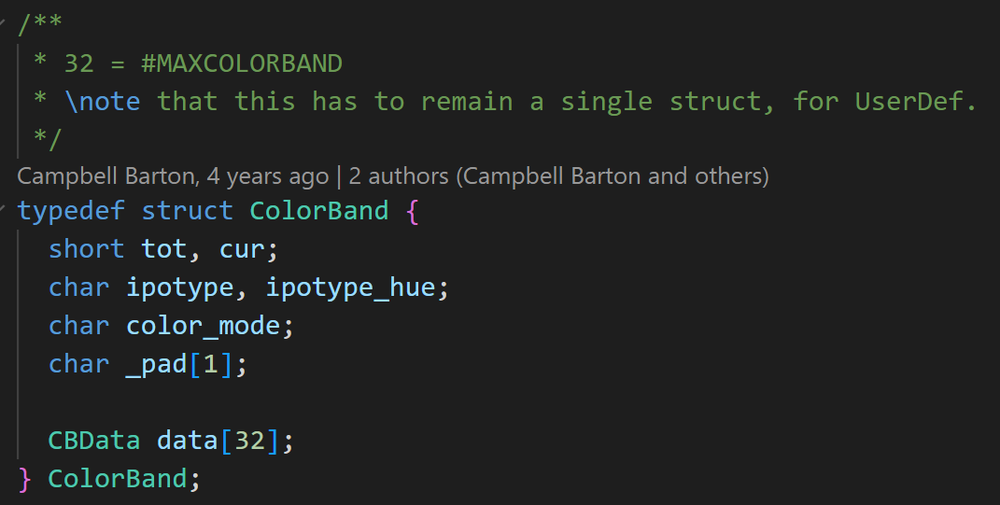 /**
 * 32 = #MAXCOLORBAND
 * \note that this has to remain a single struct, for UserDef.
 */
Campbell Barton, 4 years ago | 2 authors (Campbell Barton and others)
typedef struct ColorBand {
  short tot, cur;
  char ipotype, ipotype_hue;
  char color_mode;
  char _pad[1];

  CBData data[32];
} ColorBand;